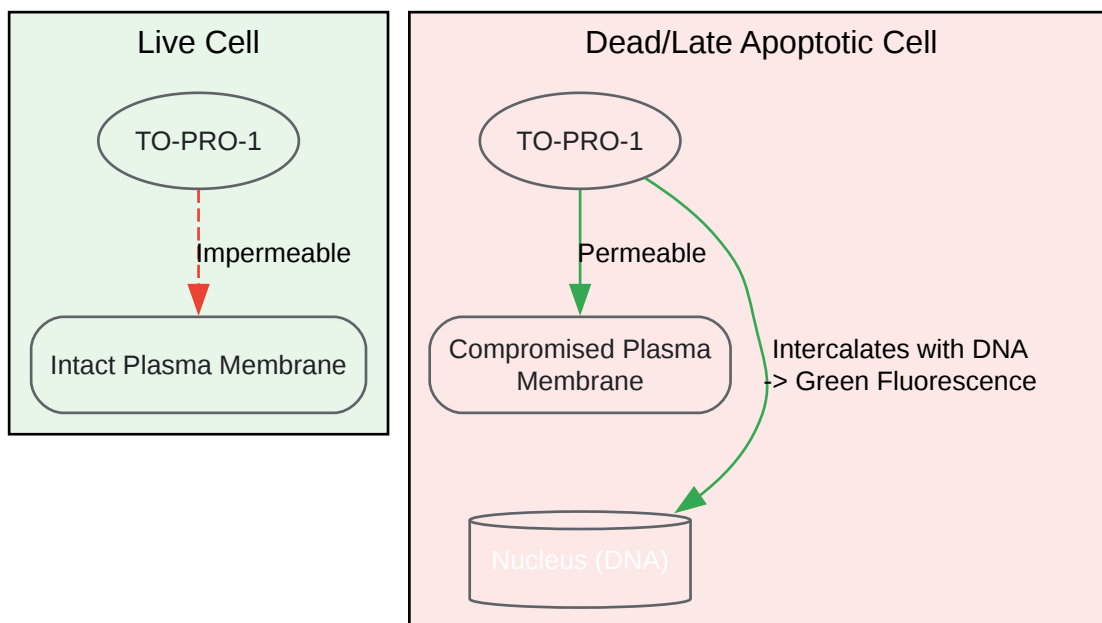 Live Cell
TO-PRO-1
Impermeable
Intact Plasma Membrane
Dead/Late Apoptotic Cell
TO-PRO-1
Permeable
Compromised Plasma
Membrane
Intercalates with DNA
-> Green Fluorescence
Nucleus (DNA)